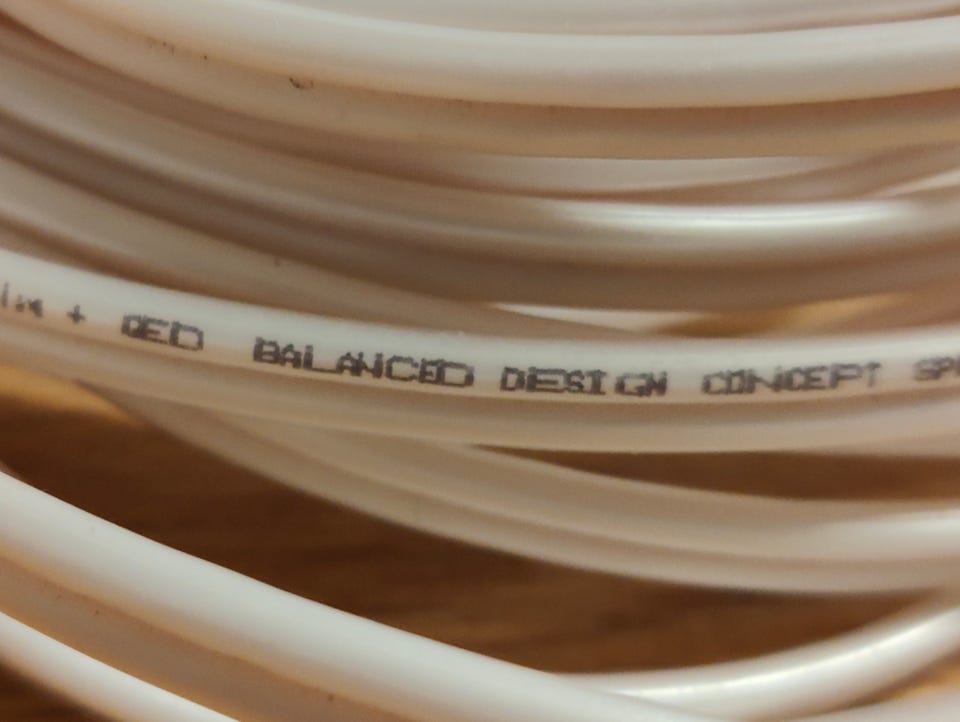 + QED BALANCED DESIGN CONCEPT